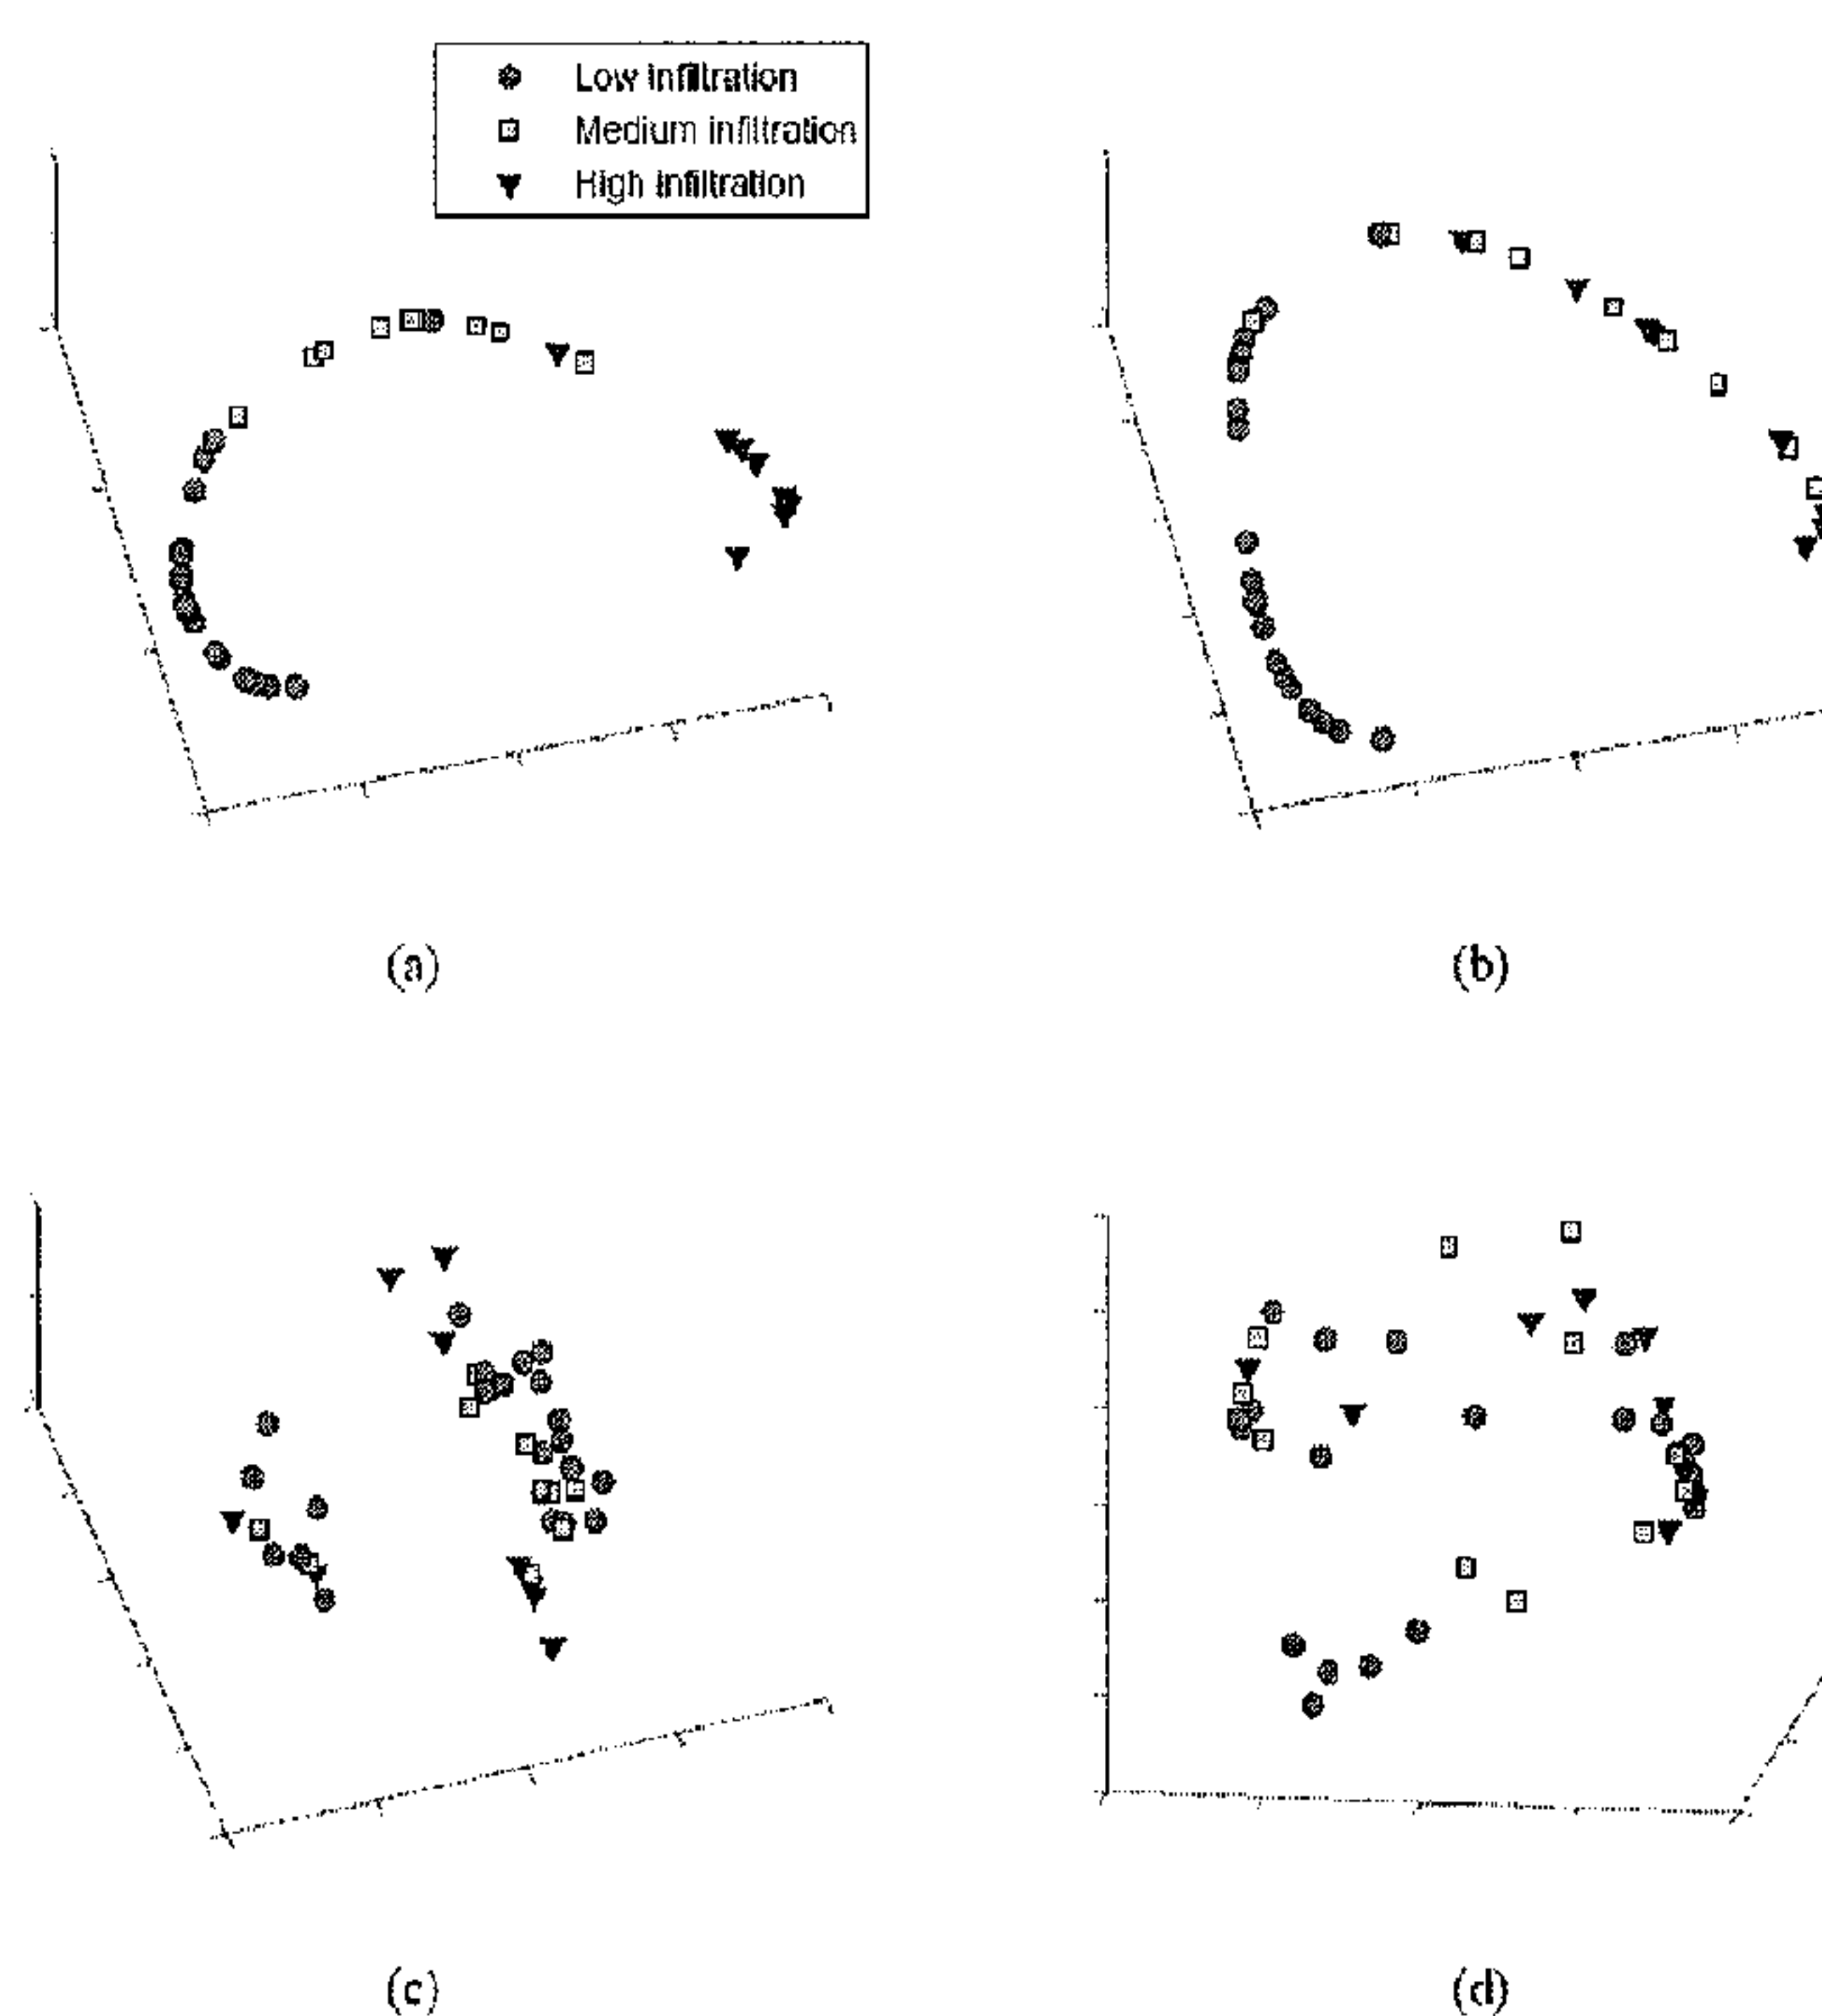 Low infiltration
Medium infiltration
High infiltration
(a)
(b)
(c)
(d)